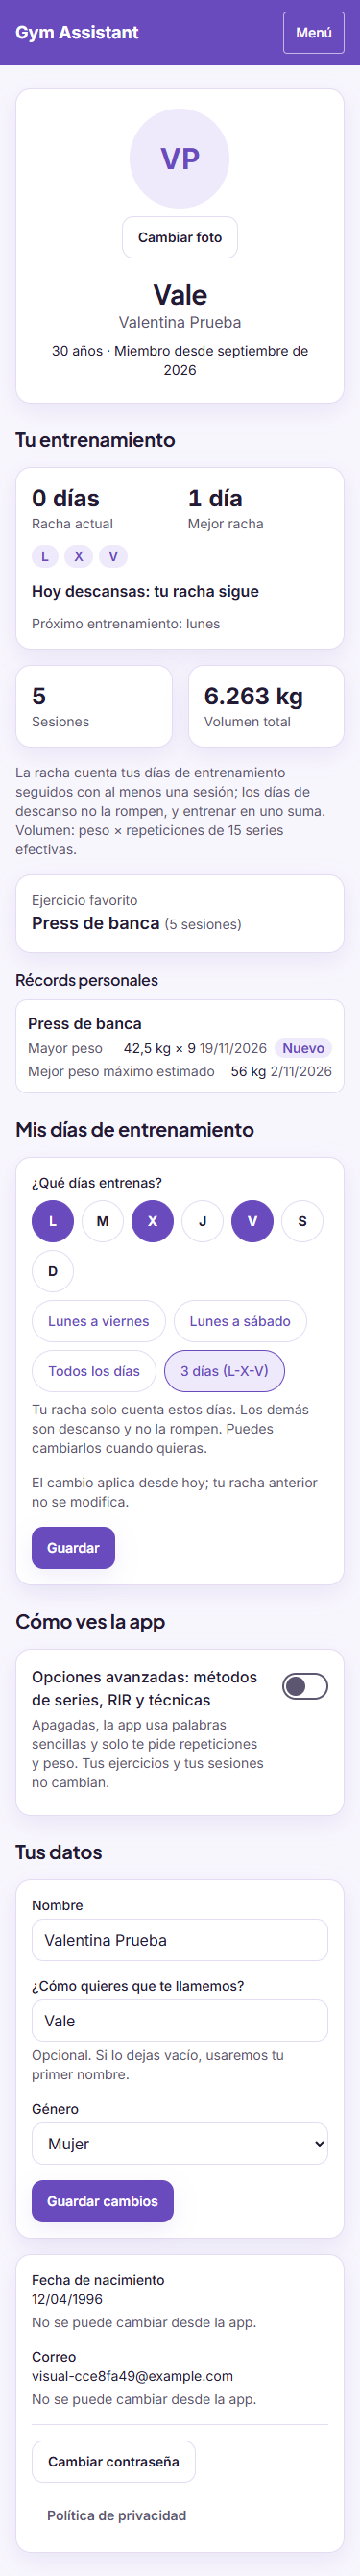 Gym Assistant
Menú
VP
Cambiar foto
Vale
Valentina Prueba
30 años · Miembro desde septiembre de
2026
Tu entrenamiento
0 días
Racha actual
1 día
Mejor racha
L X V
Hoy descansas: tu racha sigue
Próximo entrenamiento: lunes
5
Sesiones
6.263 kg
Volumen total
La racha cuenta tus días de entrenamiento
seguidos con al menos una sesión; los días de
descanso no la rompen, y entrenar en uno suma.
Volumen: peso × repeticiones de 15 series
efectivas.
Ejercicio favorito
Press de banca (5 sesiones)
Récords personales
Press de banca
Mayor peso 42,5 kg × 9 19/11/2026 Nuevo
Mejor peso máximo estimado 56 kg 2/11/2026
Mis días de entrenamiento
¿Qué días entrenas?
L M X J V S
D
Lunes a viernes Lunes a sábado
Todos los días 3 días (L-X-V)
Tu racha solo cuenta estos días. Los demás
son descanso y no la rompen. Puedes
cambiarlos cuando quieras.
El cambio aplica desde hoy; tu racha anterior
no se modifica.
Guardar
Cómo ves la app
Opciones avanzadas: métodos
de series, RIR y técnicas
Apagadas, la app usa palabras
sencillas y solo te pide repeticiones
y peso. Tus ejercicios y tus sesiones
no cambian.
Tus datos
Nombre
Valentina Prueba
¿Cómo quieres que te llamemos?
Vale
Opcional. Si lo dejas vacío, usaremos tu
primer nombre.
Género
Mujer
Guardar cambios
Fecha de nacimiento
12/04/1996
No se puede cambiar desde la app.
Correo
visual-cce8fa49@example.com
No se puede cambiar desde la app.
Cambiar contraseña
Política de privacidad